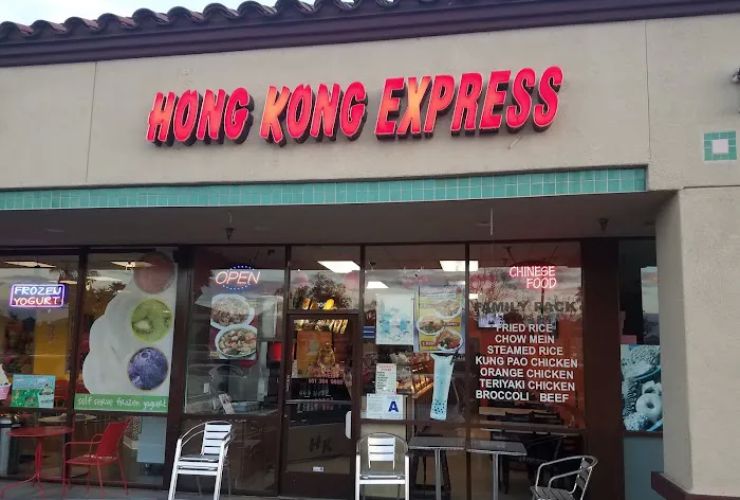 HONG KONG EXPRESS
FROZEN
YOGURT
OPEN
CHINESE
FOOD
FAMILY PACK
FRIED RICE
CHOW MEIN
STEAMED RICE
KUNG PAO CHICKEN
ORANGE CHICKEN
TERIYAKI CHICKEN
BROCCOLI BEEF
A
self serve frozen yogurt
HK